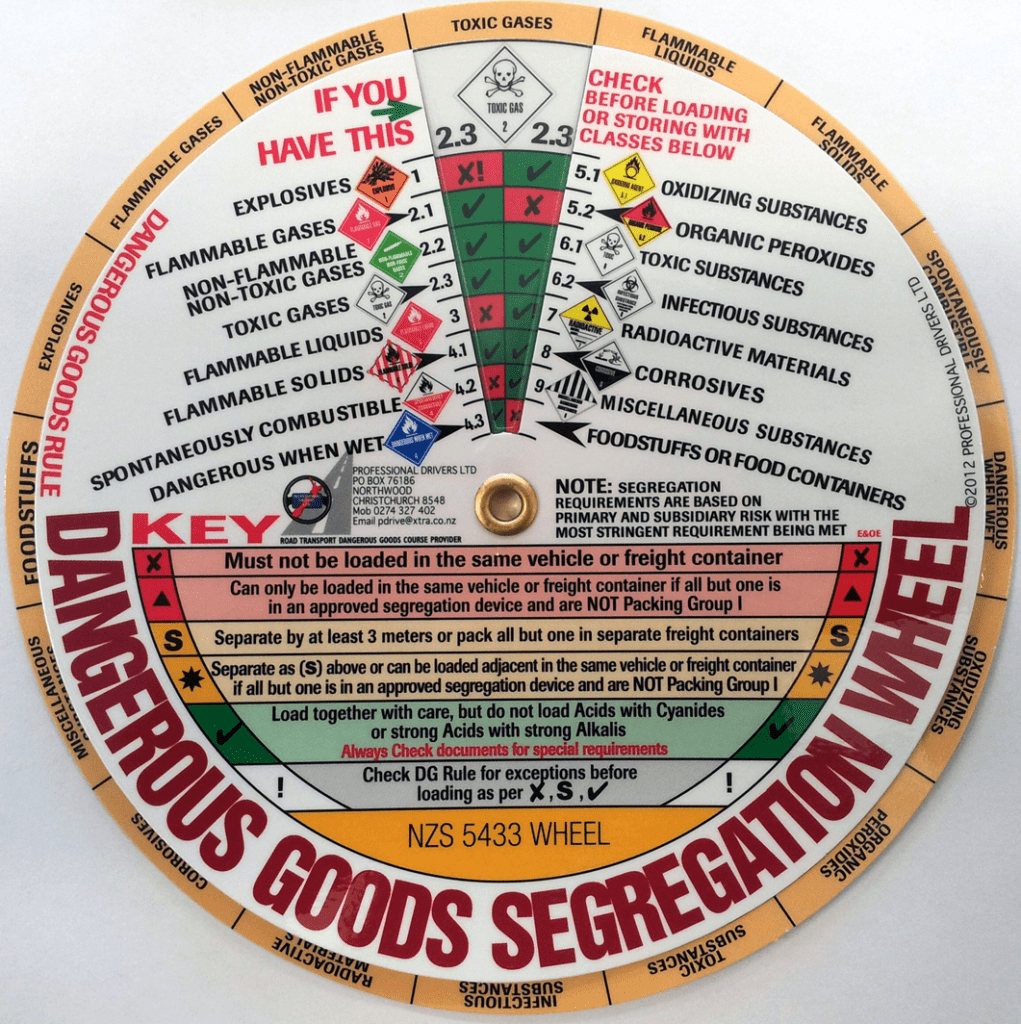 TOXIC GASES
FLAMMABLE
LIQUIDS
FLAMMABLE
SOLIDS
SPONTANEOUSLY
DANGEROUS
WHEN WET
OXIDIZING
SUBSTANCES
ORGANIC
PEROXIDES
TOXIC
SUBSTANCES
INFECTIOUS
SUBSTANCES
RADIOACTIVE
MATERIALS
CORROSIVES
MISCELLANEOUS
FOODSTUFFS
EXPLOSIVES
FLAMMABLE GASES
NON-FLAMMABLE
NON-TOXIC GASES
IF YOU
HAVE THIS
TOXIC GAS
2
2.3 2.3
CHECK
BEFORE LOADING
OR STORING WITH
CLASSES BELOW
DANGEROUS GOODS RULE
EXPLOSIVES 1
FLAMMABLE GASES 2.1
NON-FLAMMABLE
NON-TOXIC GASES 2.2
TOXIC GASES 2.3
FLAMMABLE LIQUIDS 3
FLAMMABLE SOLIDS 4.1
SPONTANEOUSLY COMBUSTIBLE 4.2
DANGEROUS WHEN WET 4.3
X! ✓
✓ X
✓ ✓
✓ ✓
X ✓
✓ ✓
X ✓
✓ X
5.1 OXIDIZING SUBSTANCES
5.2 ORGANIC PEROXIDES
6.1 TOXIC SUBSTANCES
6.2 INFECTIOUS SUBSTANCES
7 RADIOACTIVE MATERIALS
8 CORROSIVES
9 MISCELLANEOUS SUBSTANCES
FOODSTUFFS OR FOOD CONTAINERS
©2012 PROFESSIONAL DRIVERS LTD
PROFESSIONAL DRIVERS LTD
PO BOX 76186
NORTHWOOD
CHRISTCHURCH 8548
Mob 0274 327 402
Email pdrive@xtra.co.nz
ROAD TRANSPORT DANGEROUS GOODS COURSE PROVIDER
NOTE: SEGREGATION
REQUIREMENTS ARE BASED ON
PRIMARY AND SUBSIDIARY RISK WITH THE
MOST STRINGENT REQUIREMENT BEING MET
E&OE
KEY
X Must not be loaded in the same vehicle or freight container X
▲ Can only be loaded in the same vehicle or freight container if all but one is ▲
in an approved segregation device and are NOT Packing Group I
S Separate by at least 3 meters or pack all but one in separate freight containers S
Separate as (S) above or can be loaded adjacent in the same vehicle or freight container
if all but one is in an approved segregation device and are NOT Packing Group I
✓ Load together with care, but do not load Acids with Cyanides ✓
or strong Acids with strong Alkalis
Always Check documents for special requirements
! Check DG Rule for exceptions before !
loading as per X , S , ✓
NZS 5433 WHEEL
DANGEROUS GOODS SEGREGATION WHEEL